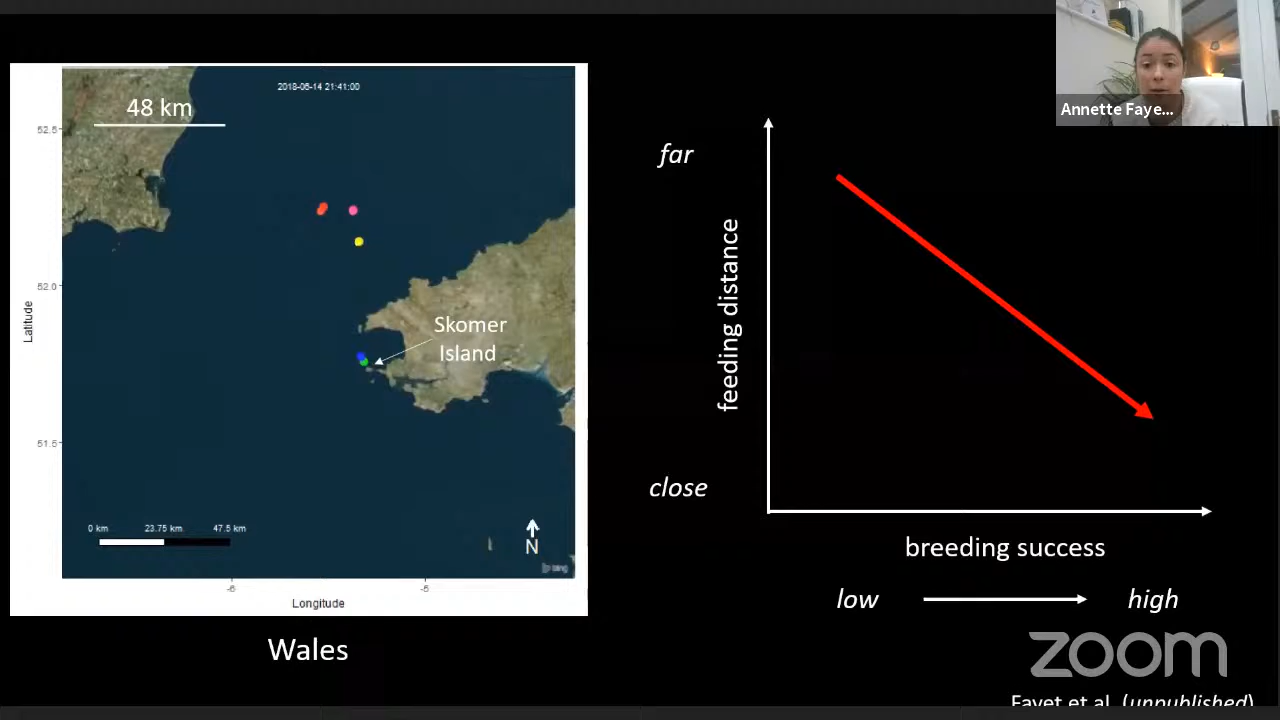 2018-06-14 21:41:00
48 km
52.5
52.0
51.5
Latitude
Skomer
Island
0 km 23.75 km 47.5 km
N
bing
-6 -5
Longitude
Wales
Annette Faye...
far
feeding distance
close
breeding success
low high
zoom
Fayet et al. (unpublished)